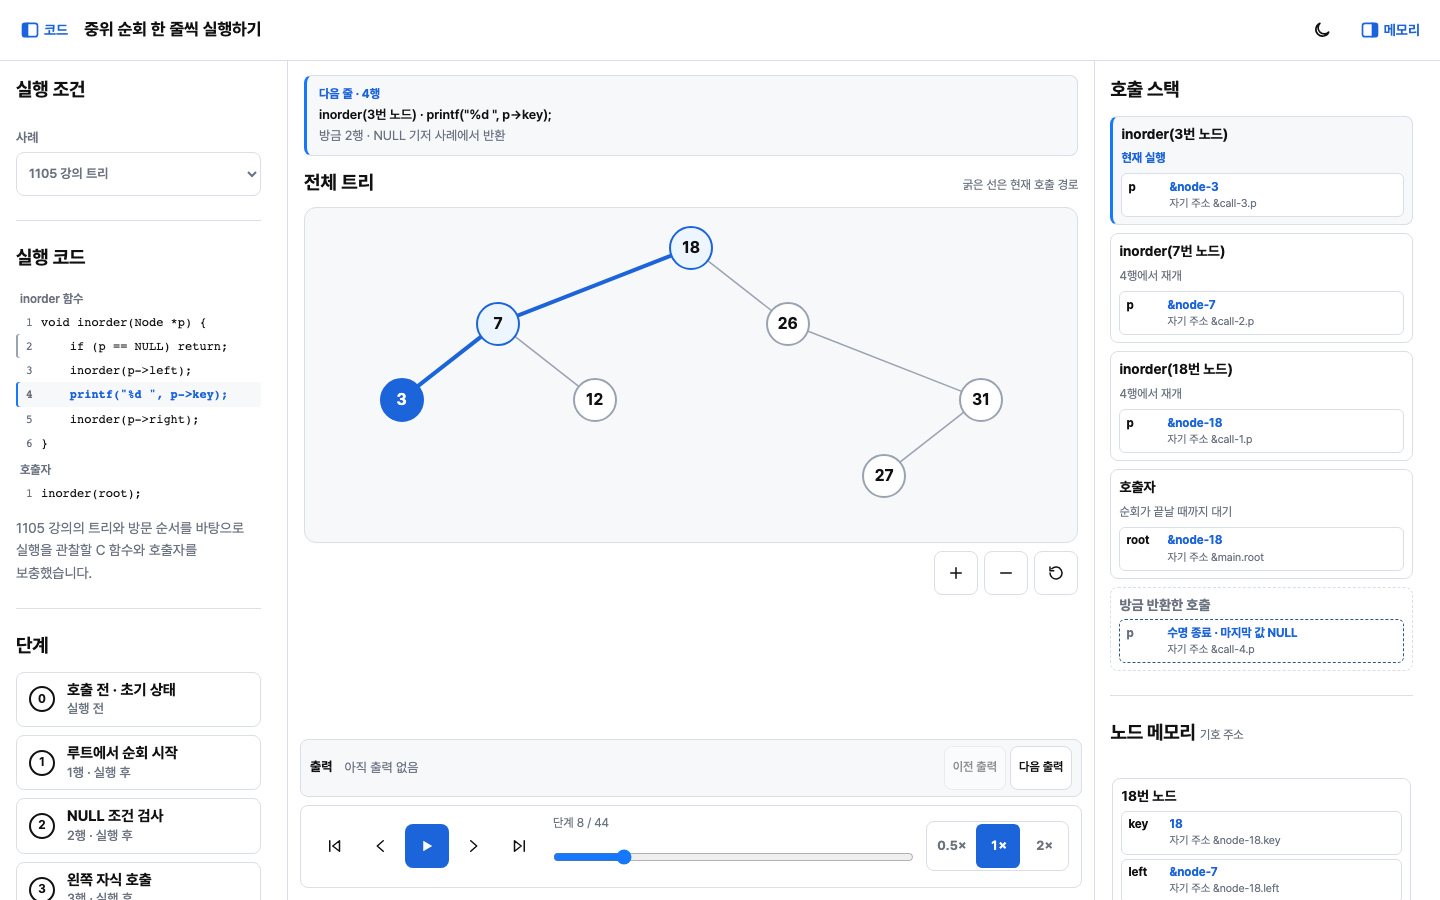 코드 중위 순회 한 줄씩 실행하기
메모리
실행 조건
사례
1105 강의 트리
실행 코드
inorder 함수
1 void inorder(Node *p) {
2 if (p == NULL) return;
3 inorder(p->left);
4 printf("%d ", p->key);
5 inorder(p->right);
6 }
호출자
1 inorder(root);
1105 강의의 트리와 방문 순서를 바탕으로
실행을 관찰할 C 함수와 호출자를
보충했습니다.
단계
0 호출 전 · 초기 상태
실행 전
1 루트에서 순회 시작
1행 · 실행 후
2 NULL 조건 검사
2행 · 실행 후
3 왼쪽 자식 호출
3행 · 실행 후
다음 줄 · 4행
inorder(3번 노드) · printf("%d ", p→key);
방금 2행 · NULL 기저 사례에서 반환
전체 트리
굵은 선은 현재 호출 경로
18
7
26
3
12
31
27
출력 아직 출력 없음
이전 출력 다음 출력
단계 8 / 44
0.5× 1× 2×
호출 스택
inorder(3번 노드)
현재 실행
p &node-3
자기 주소 &call-3.p
inorder(7번 노드)
4행에서 재개
p &node-7
자기 주소 &call-2.p
inorder(18번 노드)
4행에서 재개
p &node-18
자기 주소 &call-1.p
호출자
순회가 끝날 때까지 대기
root &node-18
자기 주소 &main.root
방금 반환한 호출
p 수명 종료 · 마지막 값 NULL
자기 주소 &call-4.p
노드 메모리 기호 주소
18번 노드
key 18
자기 주소 &node-18.key
left &node-7
자기 주소 &node-18.left